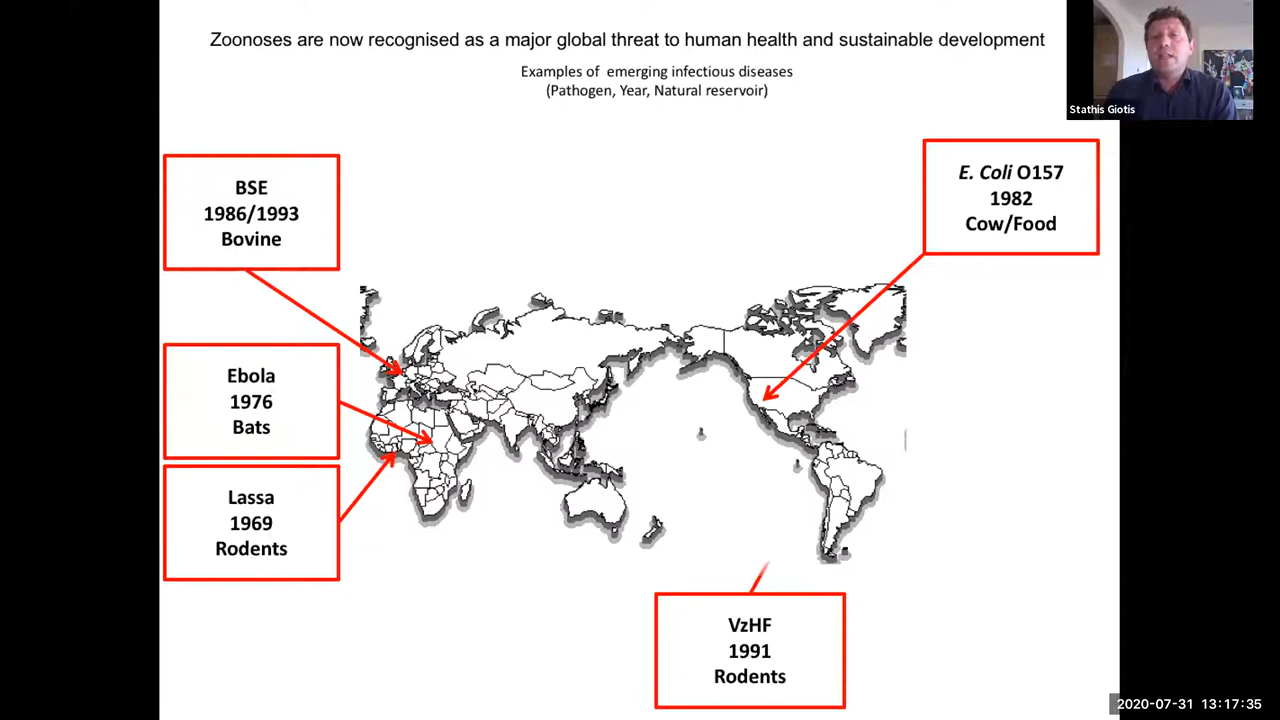 Zoonoses are now recognised as a major global threat to human health and sustainable development
Examples of emerging infectious diseases
(Pathogen, Year, Natural reservoir)
Stathis Giotis
BSE
1986/1993
Bovine
E. Coli O157
1982
Cow/Food
Ebola
1976
Bats
Lassa
1969
Rodents
VzHF
1991
Rodents
2020-07-31 13:17:35